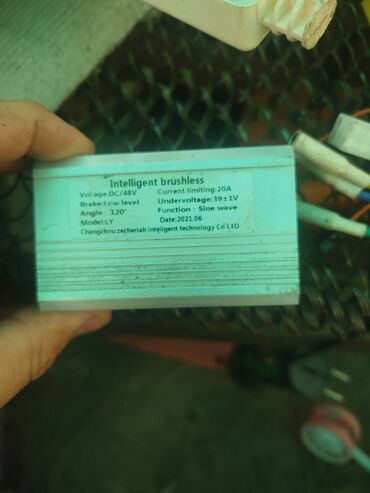 Intelligent brushless
Voltage:DC/48V Current limiting:20A
Brake:Low level Undervoltage:39±1V
Angle : 120° Function : Sine wave
Model:LY Date:2021.06
Changzhou zechenah inteligent technology Co LTD